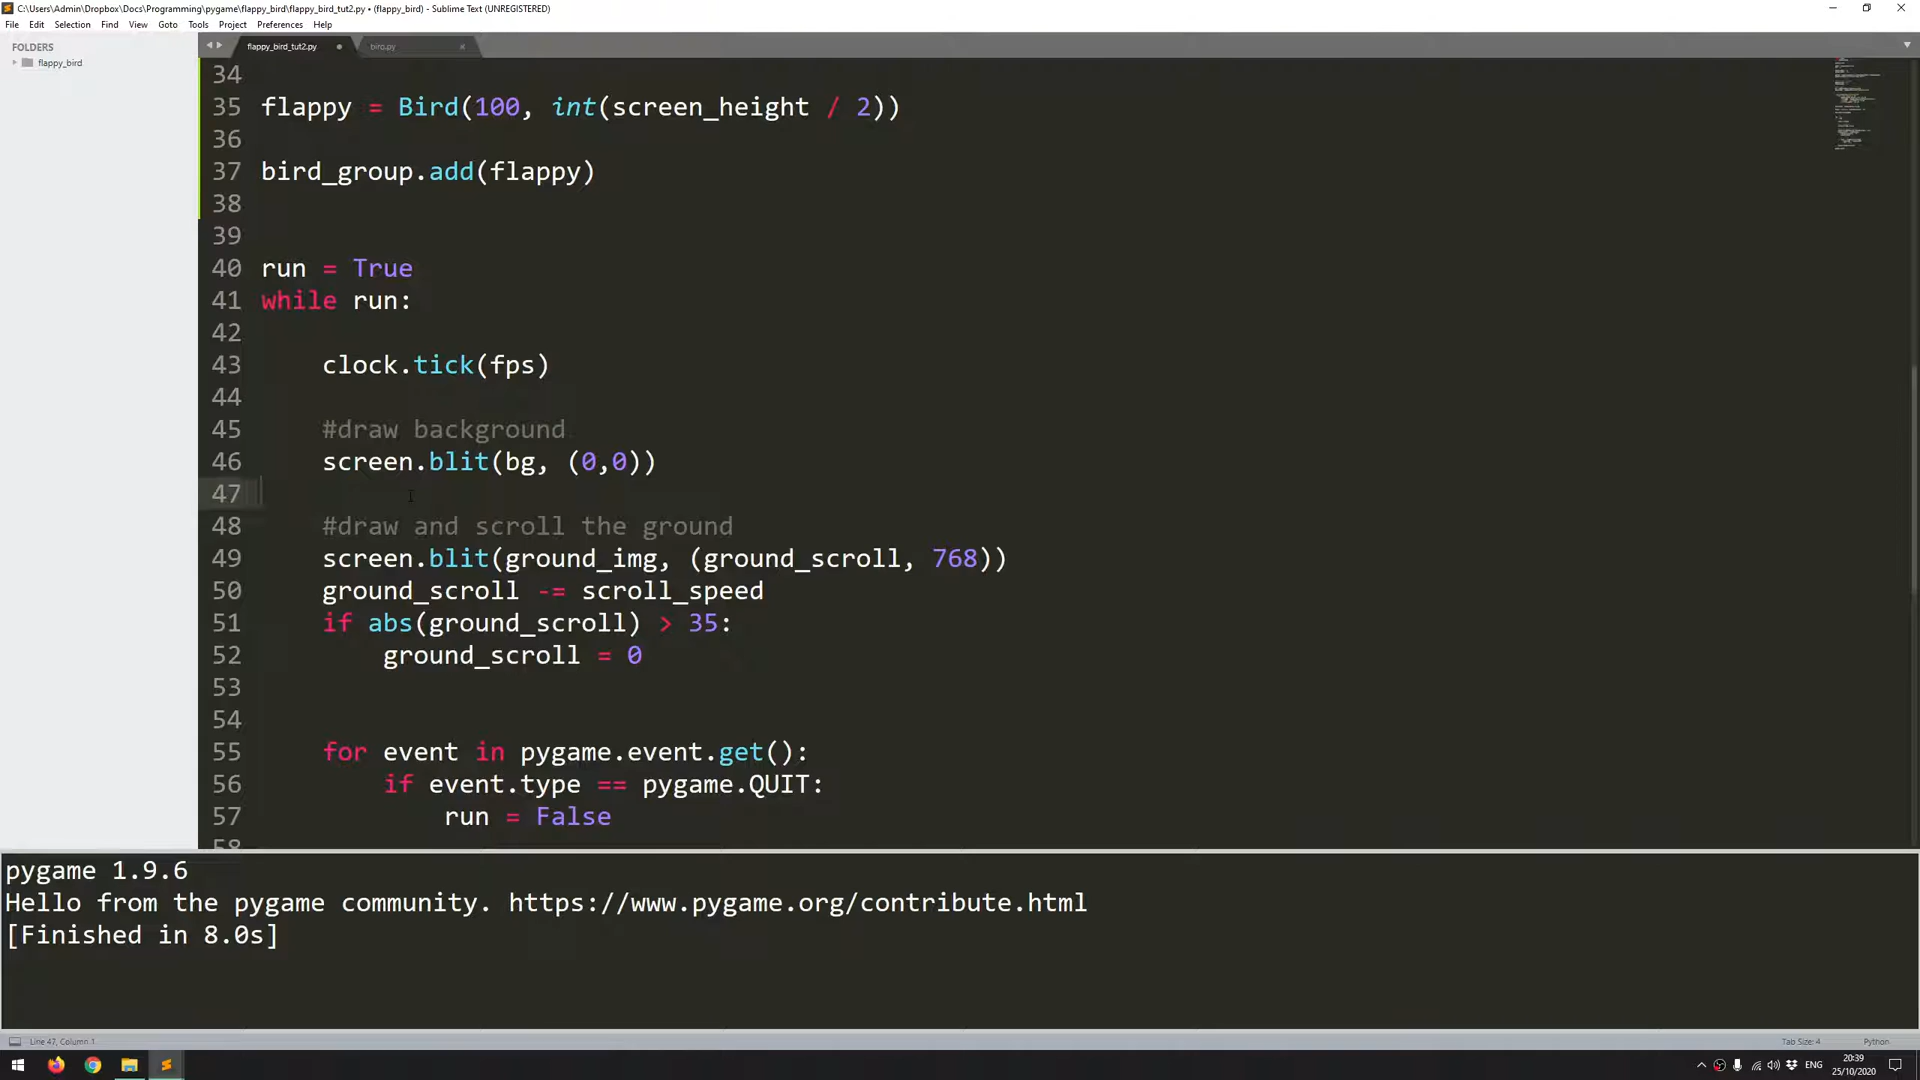 C:\Users\Admin\Dropbox\Docs\Programming\pygame\flappy_bird\flappy_bird_tut2.py • (flappy_bird) - Sublime Text (UNREGISTERED)
File Edit Selection Find View Goto Tools Project Preferences Help
FOLDERS
flappy_bird
flappy_bird_tut2.py
bird.py
34
35 flappy = Bird(100, int(screen_height / 2))
36
37 bird_group.add(flappy)
38
39
40 run = True
41 while run:
42
43 clock.tick(fps)
44
45 #draw background
46 screen.blit(bg, (0,0))
47
48 #draw and scroll the ground
49 screen.blit(ground_img, (ground_scroll, 768))
50 ground_scroll -= scroll_speed
51 if abs(ground_scroll) > 35:
52 ground_scroll = 0
53
54
55 for event in pygame.event.get():
56 if event.type == pygame.QUIT:
57 run = False
58
pygame 1.9.6
Hello from the pygame community. https://www.pygame.org/contribute.html
[Finished in 8.0s]
Line 47, Column 1
Tab Size: 4
Python
ENG
20:39
25/10/2020